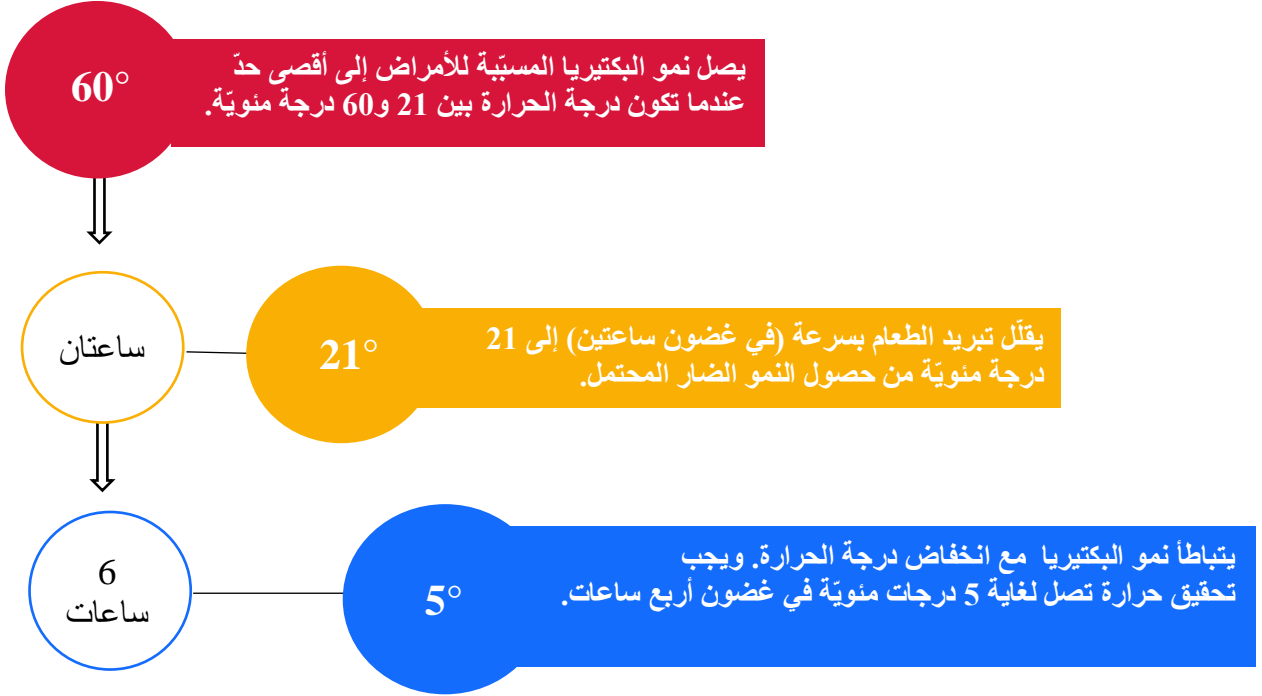 60°
يصل نمو البكتيريا المسبّبة للأمراض إلى أقصى حدّ
عندما تكون درجة الحرارة بين 21 و60 درجة مئويّة.
ساعتان
21°
يقلّل تبريد الطعام بسرعة (في غضون ساعتين) إلى 21
درجة مئويّة من حصول النمو الضار المحتمل.
6
ساعات
5°
يتباطأ نمو البكتيريا مع انخفاض درجة الحرارة. ويجب
تحقيق حرارة تصل لغاية 5 درجات مئويّة في غضون أربع ساعات.